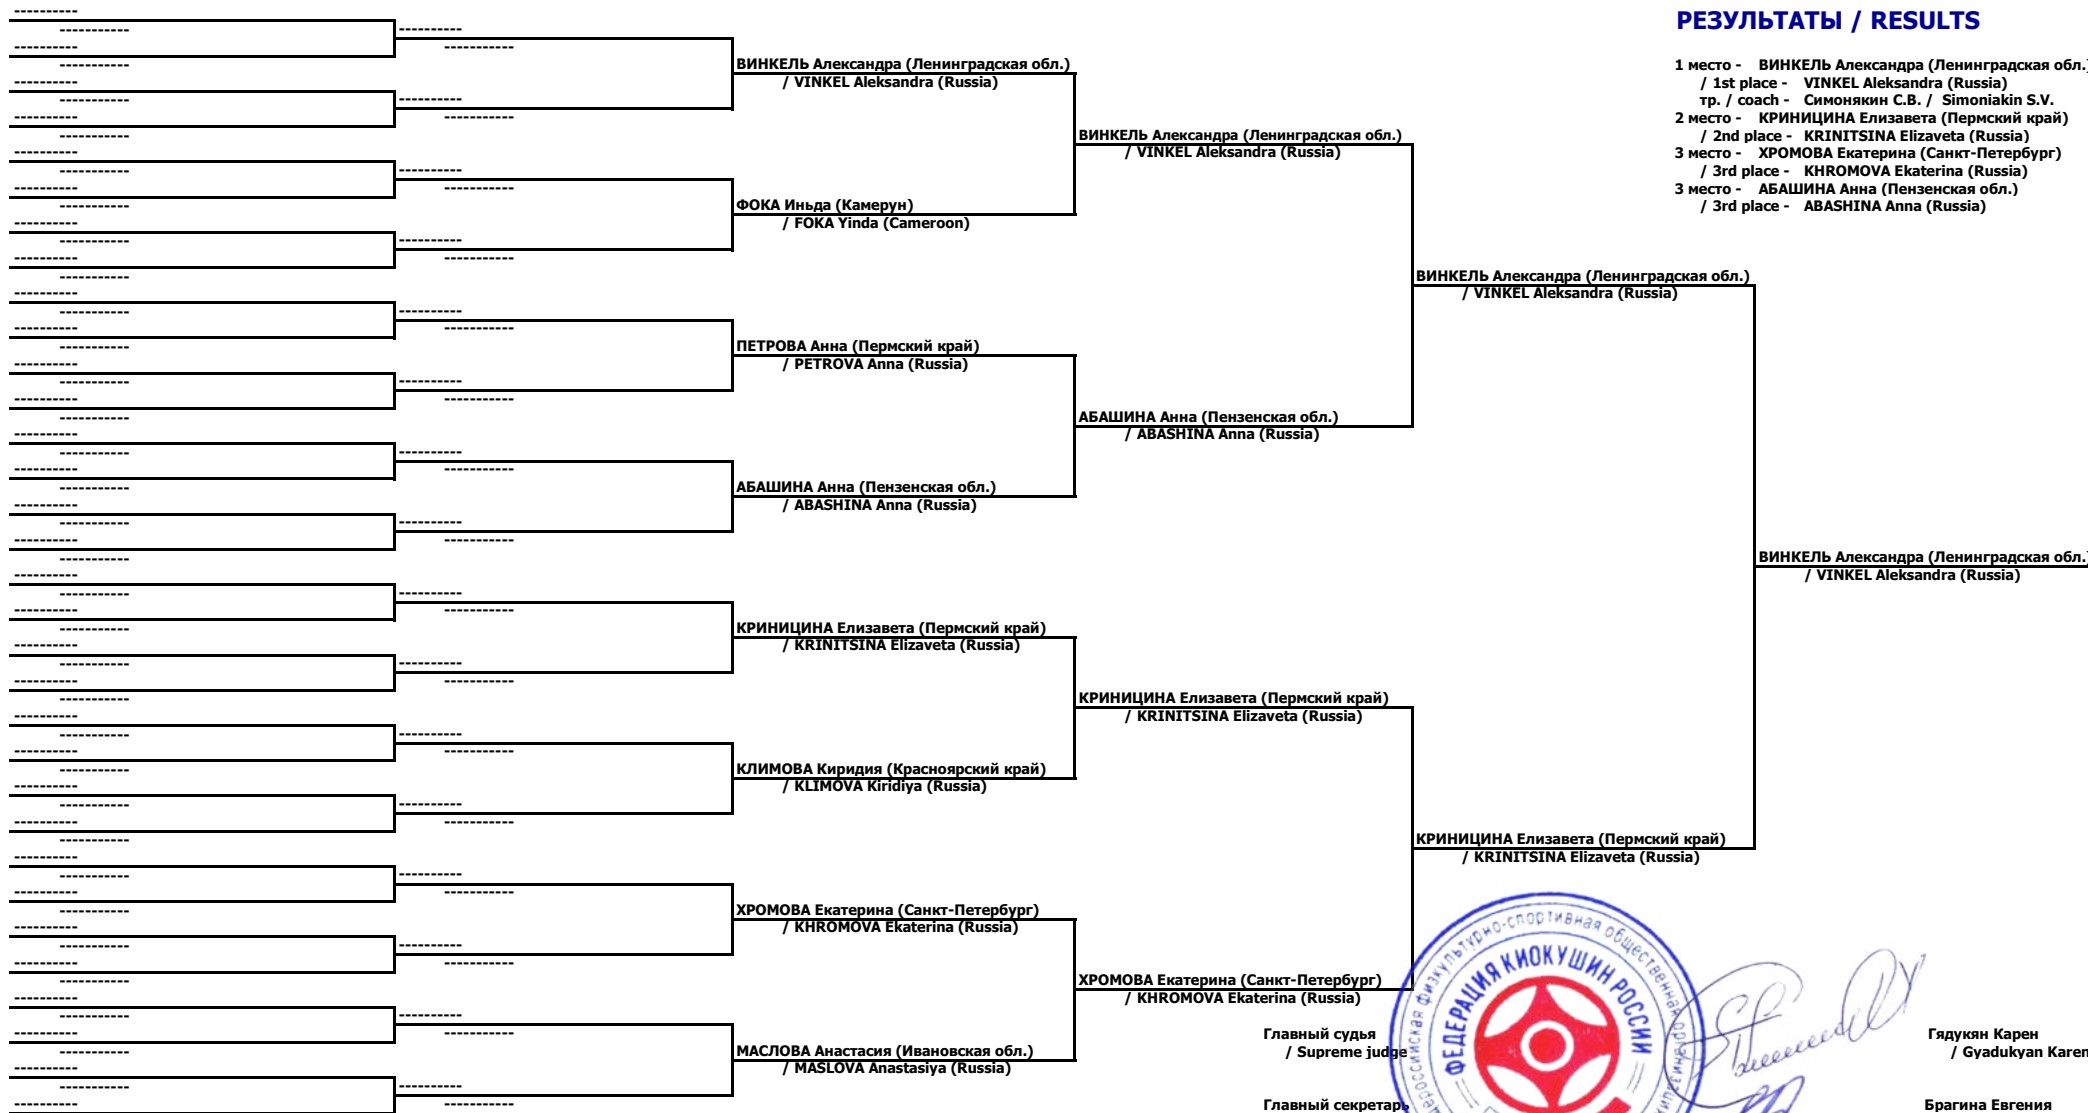 РЕЗУЛЬТАТЫ / RESULTS
1 место - ВИНКЕЛЬ Александра (Ленинградская обл.)
/ 1st place - VINKEL Aleksandra (Russia)
тр. / coach - Симонякин С.В. / Simoniakin S.V.
2 место - КРИНИЦИНА Елизавета (Пермский край)
/ 2nd place - KRINITSINA Elizaveta (Russia)
3 место - ХРОМОВА Екатерина (Санкт-Петербург)
/ 3rd place - KHROMOVA Ekaterina (Russia)
3 место - АБАШИНА Анна (Пензенская обл.)
/ 3rd place - ABASHINA Anna (Russia)
ВИНКЕЛЬ Александра (Ленинградская обл.)
/ VINKEL Aleksandra (Russia)
ФОКА Иньда (Камерун)
/ FOKA Yinda (Cameroon)
ПЕТРОВА Анна (Пермский край)
/ PETROVA Anna (Russia)
АБАШИНА Анна (Пензенская обл.)
/ ABASHINA Anna (Russia)
КРИНИЦИНА Елизавета (Пермский край)
/ KRINITSINA Elizaveta (Russia)
КЛИМОВА Киридия (Красноярский край)
/ KLIMOVA Kiridiya (Russia)
ХРОМОВА Екатерина (Санкт-Петербург)
/ KHROMOVA Ekaterina (Russia)
МАСЛОВА Анастасия (Ивановская обл.)
/ MASLOVA Anastasiya (Russia)
ВИНКЕЛЬ Александра (Ленинградская обл.)
/ VINKEL Aleksandra (Russia)
АБАШИНА Анна (Пензенская обл.)
/ ABASHINA Anna (Russia)
КРИНИЦИНА Елизавета (Пермский край)
/ KRINITSINA Elizaveta (Russia)
ХРОМОВА Екатерина (Санкт-Петербург)
/ KHROMOVA Ekaterina (Russia)
ВИНКЕЛЬ Александра (Ленинградская обл.)
/ VINKEL Aleksandra (Russia)
КРИНИЦИНА Елизавета (Пермский край)
/ KRINITSINA Elizaveta (Russia)
ВИНКЕЛЬ Александра (Ленинградская обл.)
/ VINKEL Aleksandra (Russia)
Главный судья
/ Supreme judge
Гядукян Карен
/ Gyadukyan Karen
Главный секретарь
Брагина Евгения
физкультурно-спортивная общественная
ФЕДЕРАЦИЯ КИОКУШИН РОССИИ